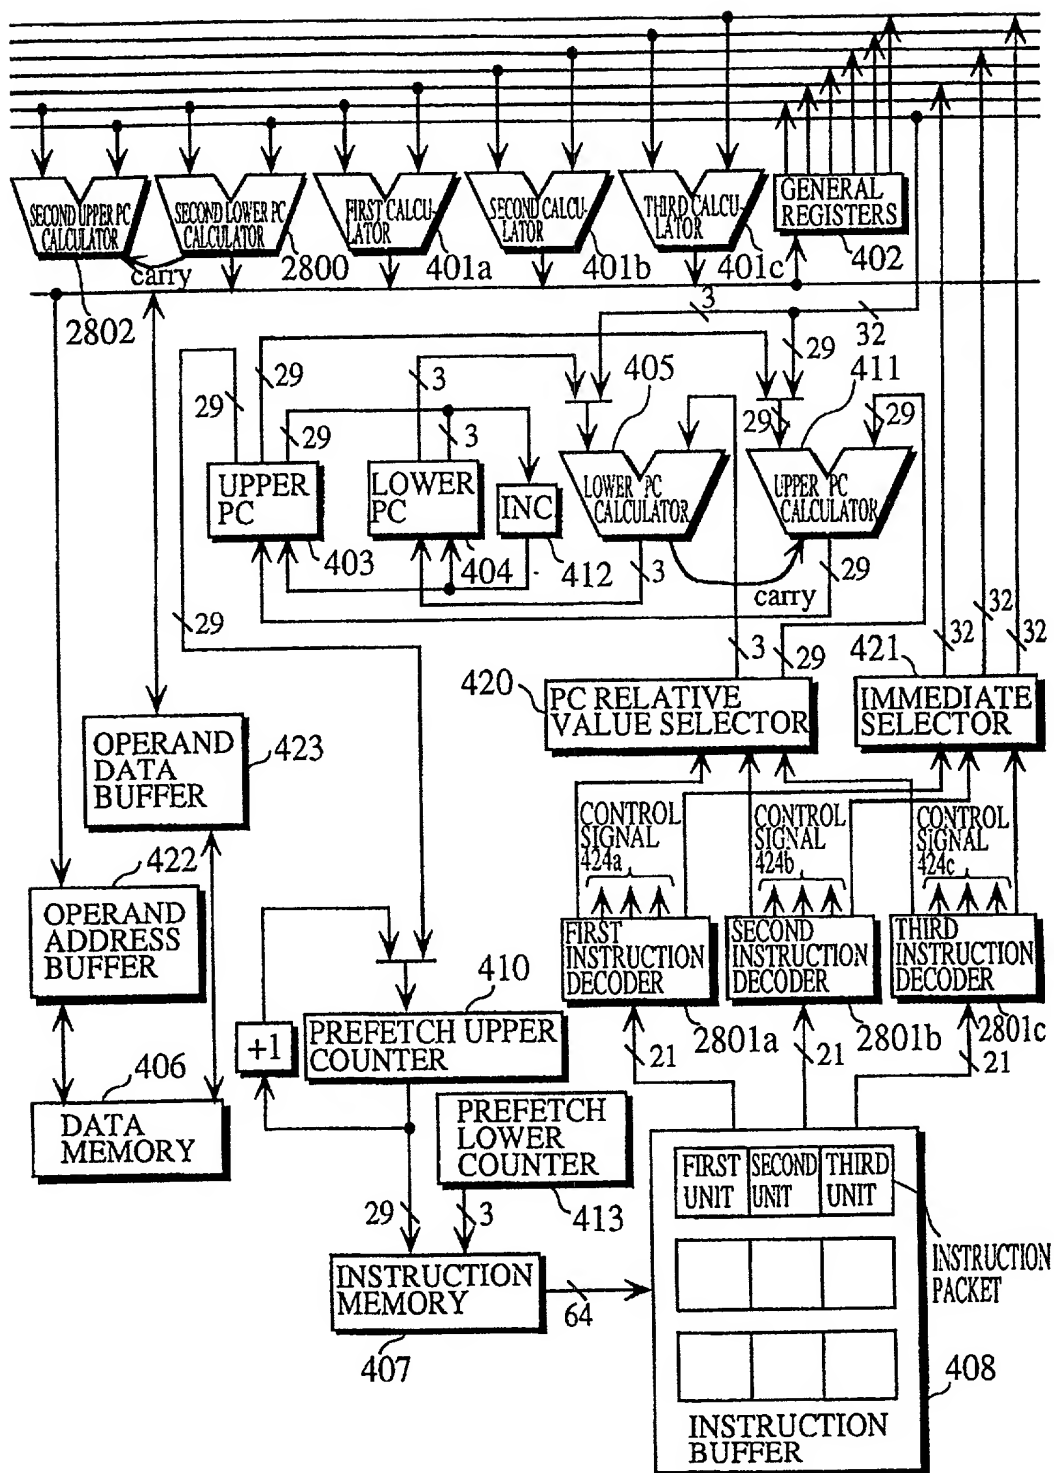 SECOND UPPER PC
CALCULATOR
SECOND LOWER PC
CALCULATOR
FIRST CALCU-
LATOR
SECOND CALCU-
LATOR
THIRD CALCU-
LATOR
GENERAL
REGISTERS
carry
2800
401a
401b
401c
402
2802
3
32
29
29
29
3
29
3
405
29
411
29
UPPER
PC
LOWER
PC
INC.
LOWER PC
CALCULATOR
UPPER PC
CALCULATOR
403
404
412
3
29
carry
29
3
29
32
32
32
420
421
PC RELATIVE
VALUE SELECTOR
IMMEDIATE
SELECTOR
OPERAND
DATA
BUFFER
423
CONTROL
SIGNAL
424a
CONTROL
SIGNAL
424b
CONTROL
SIGNAL
424c
422
OPERAND
ADDRESS
BUFFER
FIRST
INSTRUCTION
DECODER
SECOND
INSTRUCTION
DECODER
THIRD
INSTRUCTION
DECODER
410
+1
PREFETCH UPPER
COUNTER
2801a
2801b
2801c
21
21
21
406
DATA
MEMORY
PREFETCH
LOWER
COUNTER
413
29
3
FIRST
UNIT
SECOND
UNIT
THIRD
UNIT
INSTRUCTION
PACKET
INSTRUCTION
MEMORY
64
407
408
INSTRUCTION
BUFFER